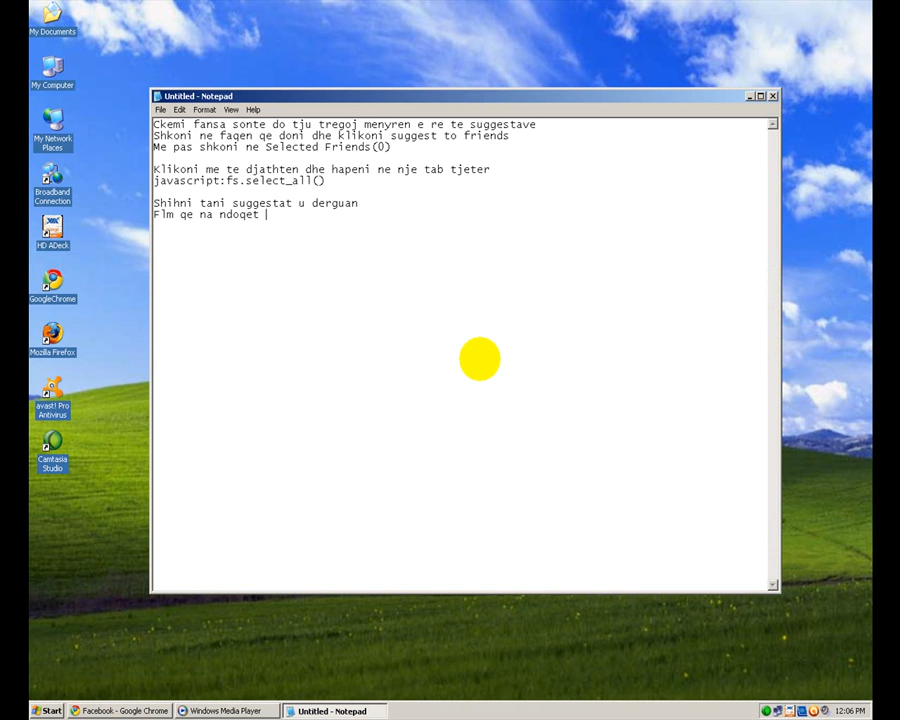 My Documents
My Computer
My Network
Places
Broadband
Connection
HD ADeck
GoogleChrome
Mozilla Firefox
avast! Pro
Antivirus
Camtasia
Studio
Untitled - Notepad
File Edit Format View Help
Ckemi fansa sonte do tju tregoj menyren e re te suggestave
Shkoni ne faqen qe doni dhe klikoni suggest to friends
Me pas shkoni ne Selected Friends(0)
Klikoni me te djathten dhe hapeni ne nje tab tjeter
javascript:fs.select_all()
Shihni tani suggestat u derguan
Flm qe na ndoqet
Start Facebook - Google Chrome Windows Media Player Untitled - Notepad 12:06 PM